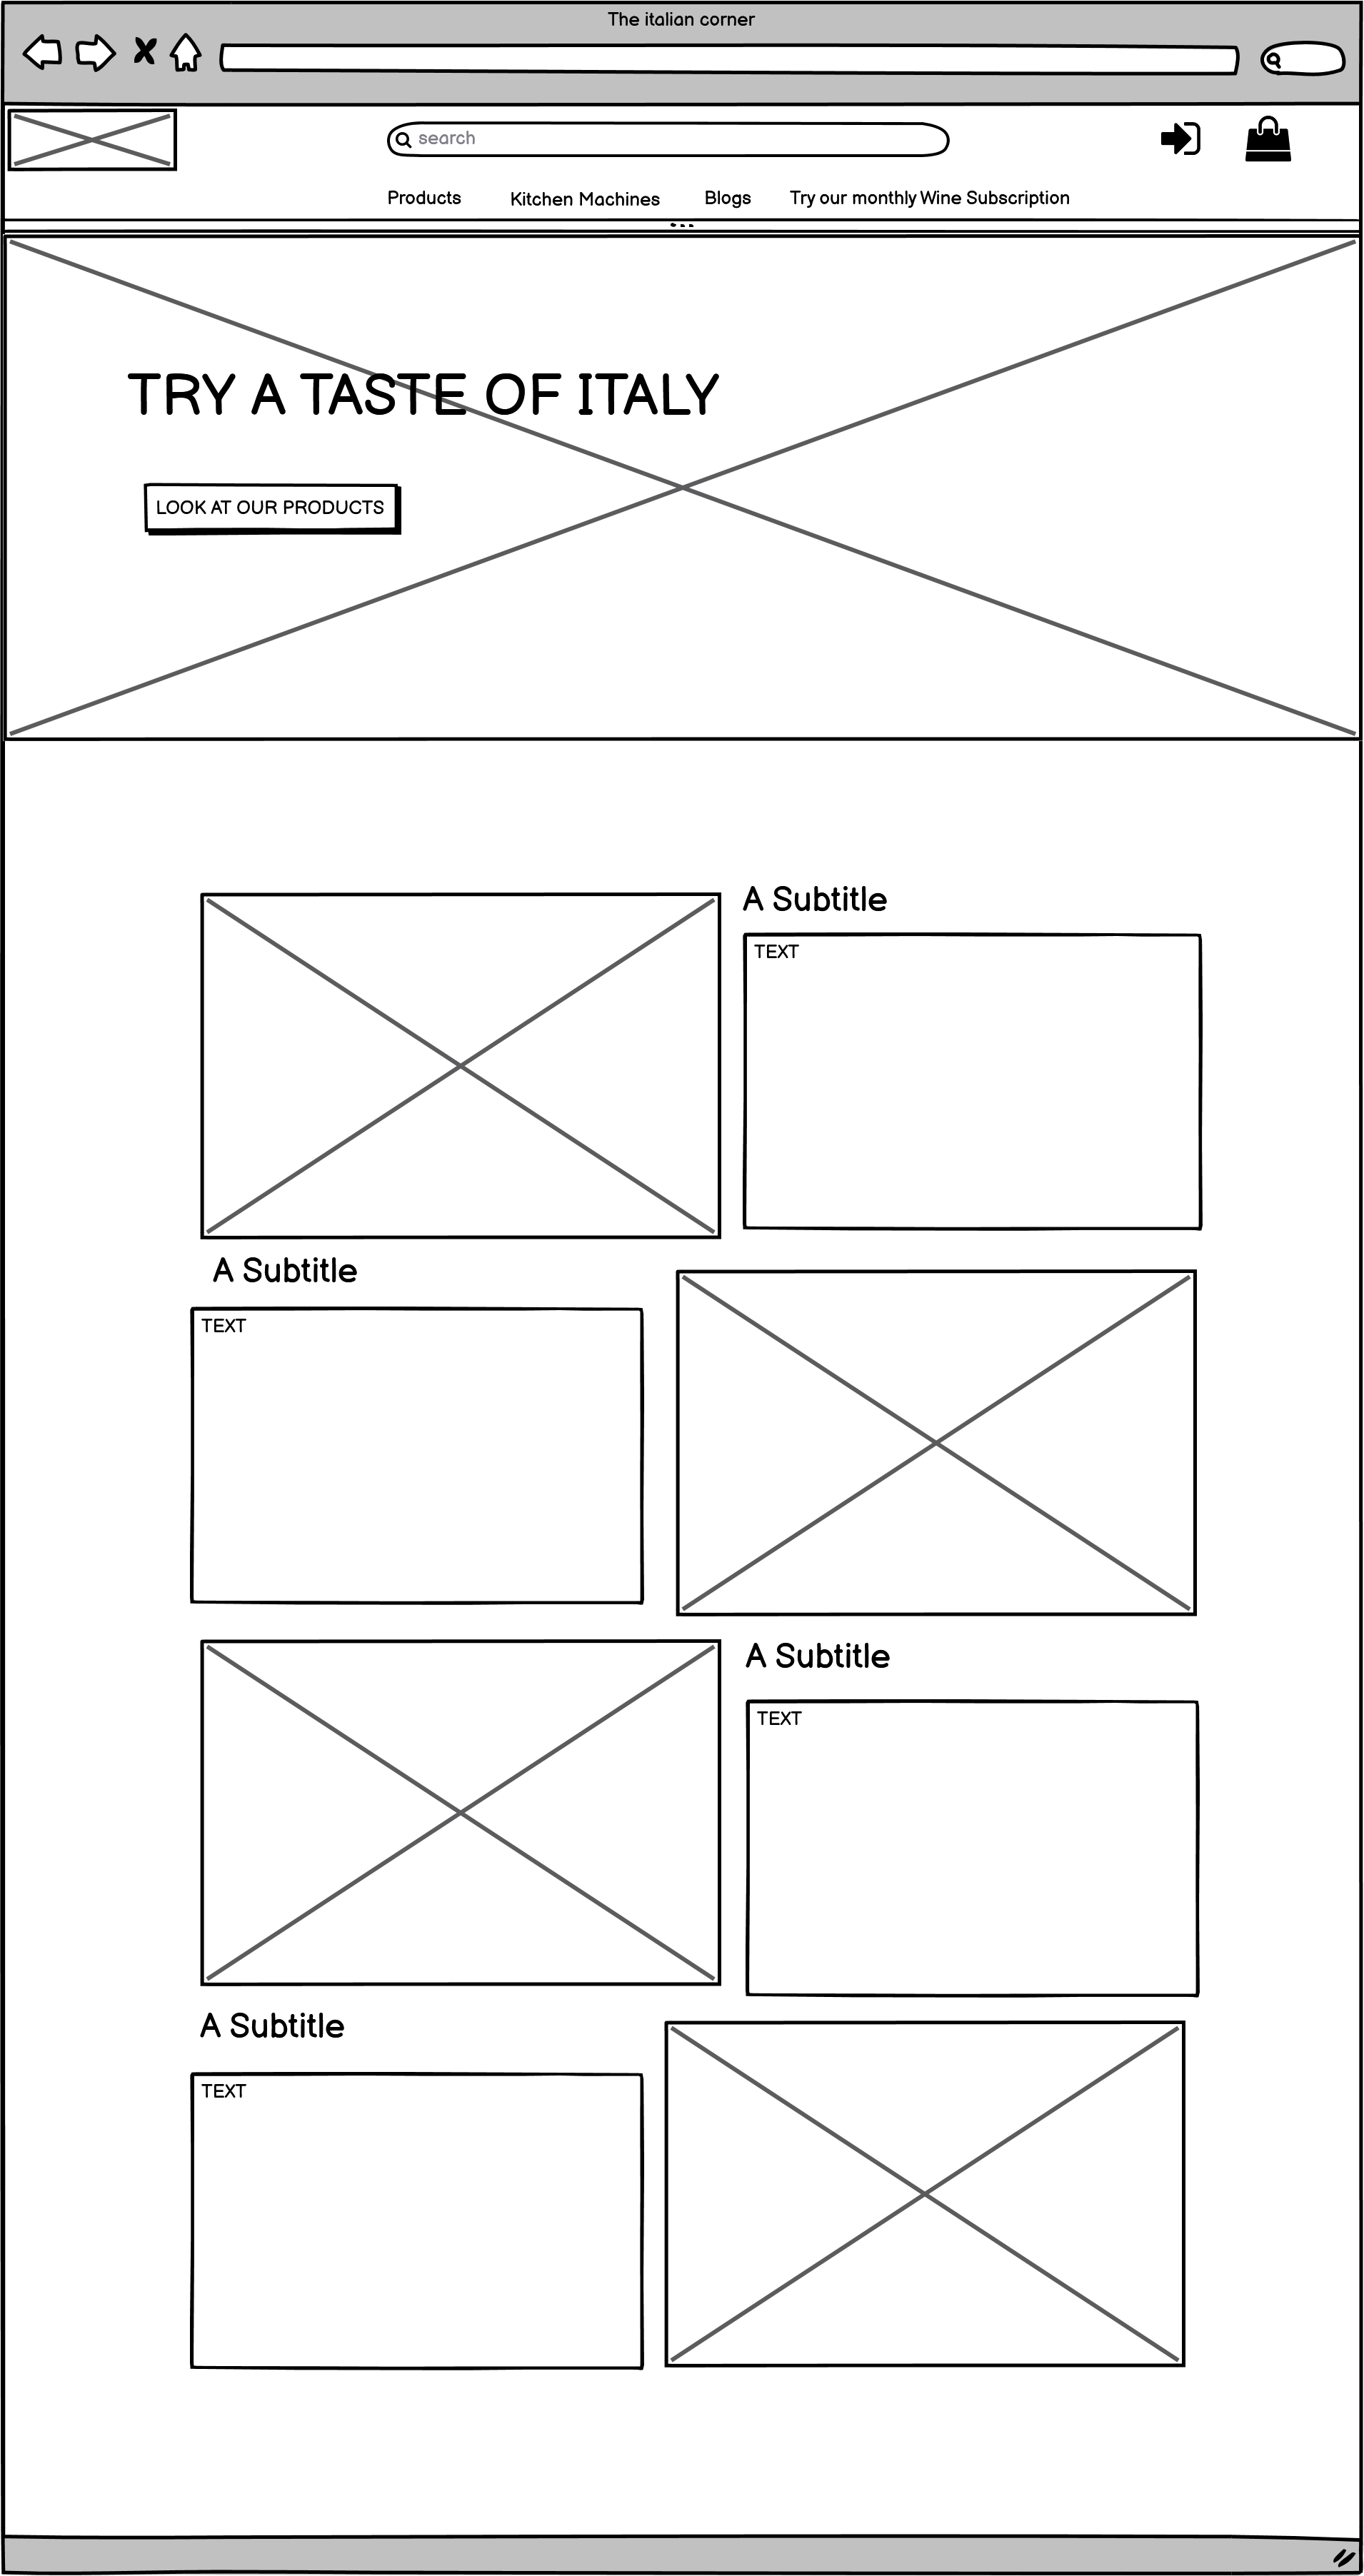 The italian corner
search
Products Kitchen Machines Blogs Try our monthly Wine Subscription
TRY A TASTE OF ITALY
LOOK AT OUR PRODUCTS
A Subtitle
TEXT
A Subtitle
TEXT
A Subtitle
TEXT
A Subtitle
TEXT